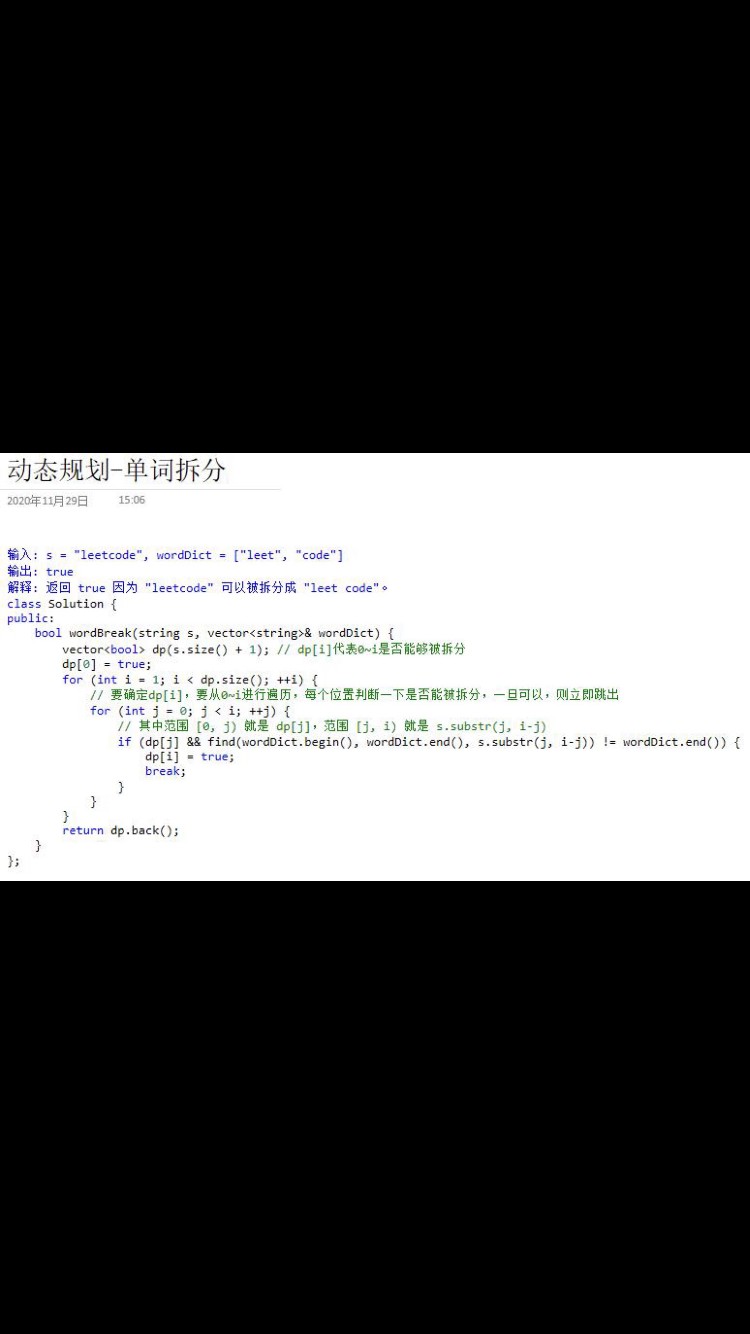 动态规划-单词拆分
2020年11月29日 15:06
输入: s = "leetcode", wordDict = ["leet", "code"]
输出: true
解释: 返回 true 因为 "leetcode" 可以被拆分成 "leet code"。
class Solution {
public:
    bool wordBreak(string s, vector<string>& wordDict) {
        vector<bool> dp(s.size() + 1); // dp[i]代表0~i是否能够被拆分
        dp[0] = true;
        for (int i = 1; i < dp.size(); ++i) {
            // 要确定dp[i]，要从0~i进行遍历，每个位置判断一下是否能被拆分，一旦可以，则立即跳出
            for (int j = 0; j < i; ++j) {
                // 其中范围 [0, j) 就是 dp[j]，范围 [j, i) 就是 s.substr(j, i-j)
                if (dp[j] && find(wordDict.begin(), wordDict.end(), s.substr(j, i-j)) != wordDict.end()) {
                    dp[i] = true;
                    break;
                }
            }
        }
        return dp.back();
    }
};